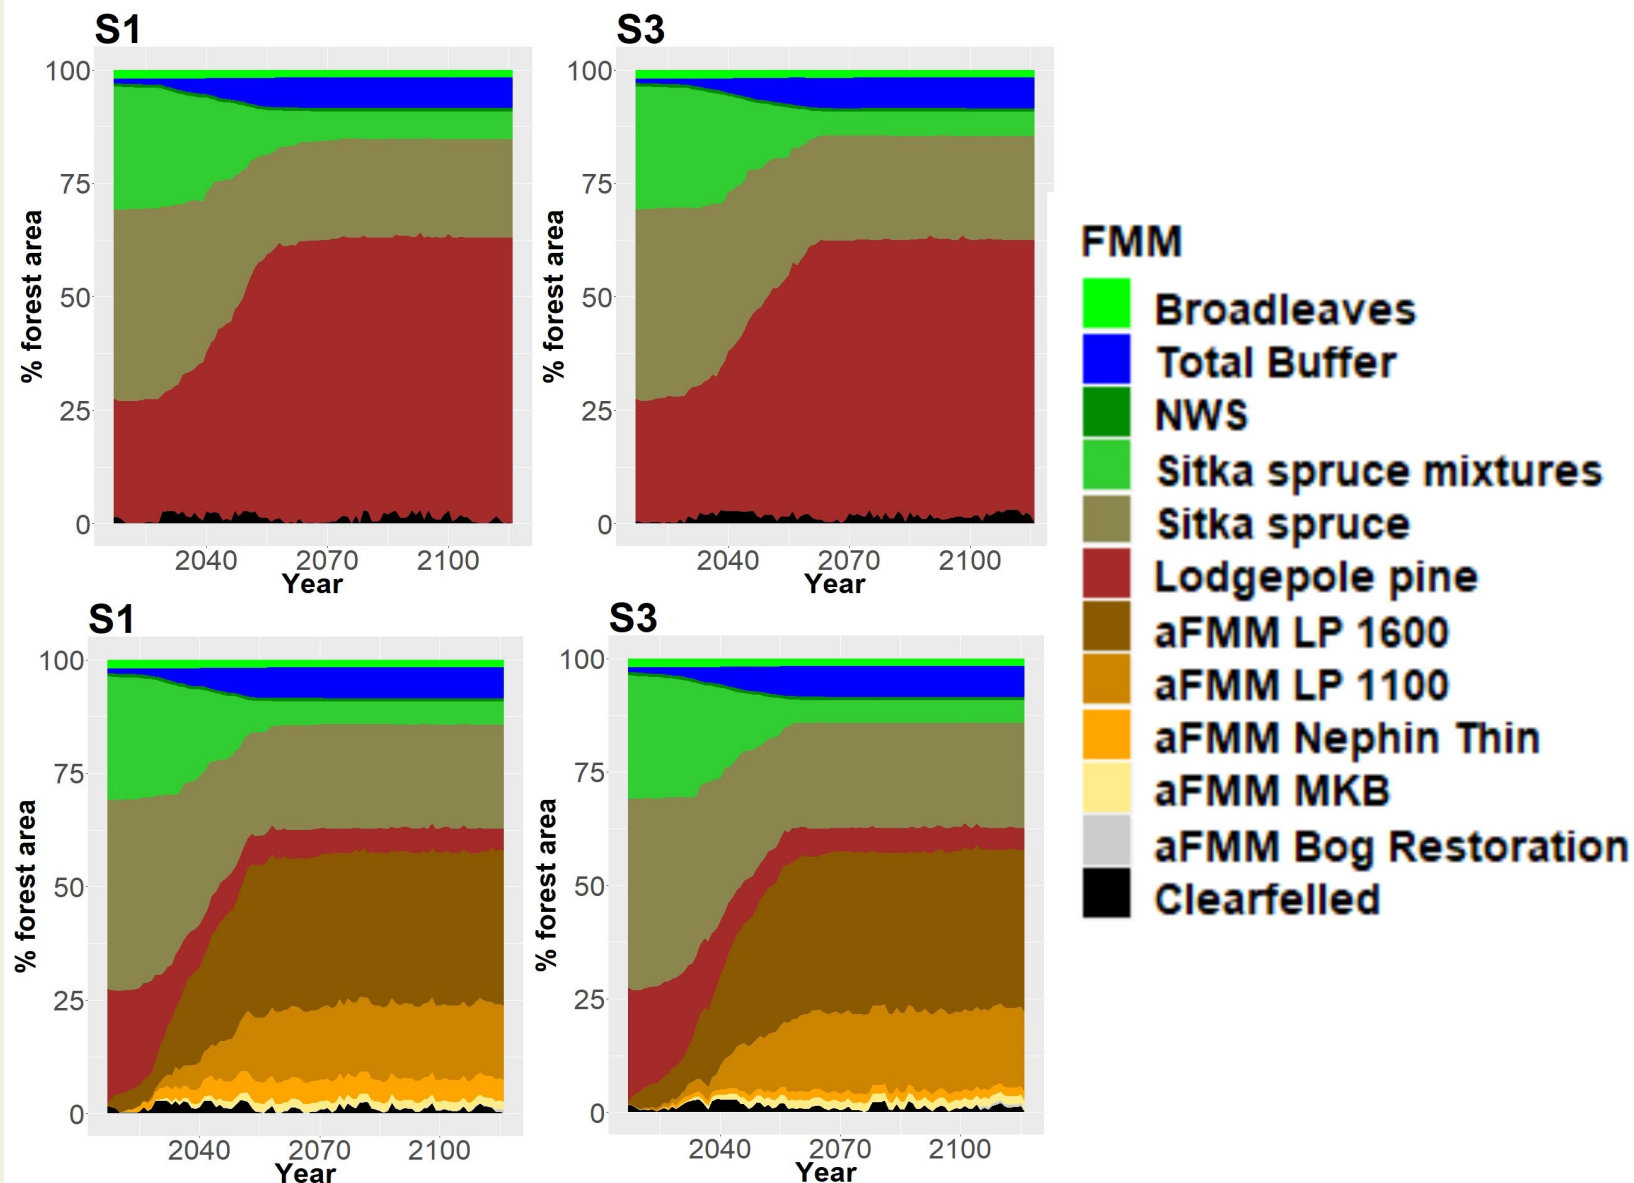 S1
100
75
50
25
0
% forest area
2040 2070 2100
Year
S3
100
75
50
25
0
% forest area
2040 2070 2100
Year
S1
100
75
50
25
0
% forest area
2040 2070 2100
Year
S3
100
75
50
25
0
% forest area
2040 2070 2100
Year
FMM
Broadleaves
Total Buffer
NWS
Sitka spruce mixtures
Sitka spruce
Lodgepole pine
aFMM LP 1600
aFMM LP 1100
aFMM Nephin Thin
aFMM MKB
aFMM Bog Restoration
Clearfelled